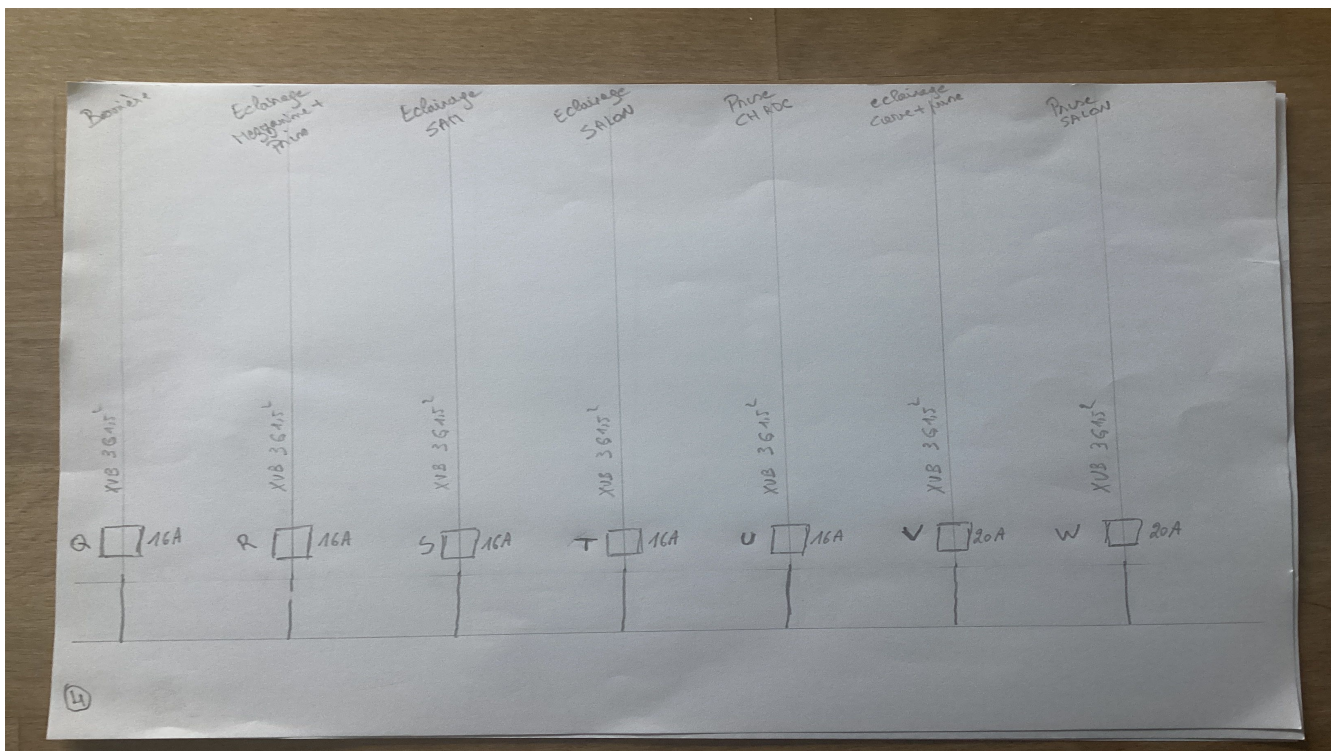 Barrière
Eclairage
Mezzanine +
Prise
Eclairage
SAM
Eclairage
SALON
Prise
CH RDC
eclairage
Prise
SALON
XVB 3G1,5²
XVB 3G1,5²
XVB 3G1,5²
XVB 3G1,5²
XVB 3G1,5²
XVB 3G1,5²
XVB 3G1,5²
Q 16A
R 16A
S 16A
T 16A
U 16A
V 20A
W 20A
4